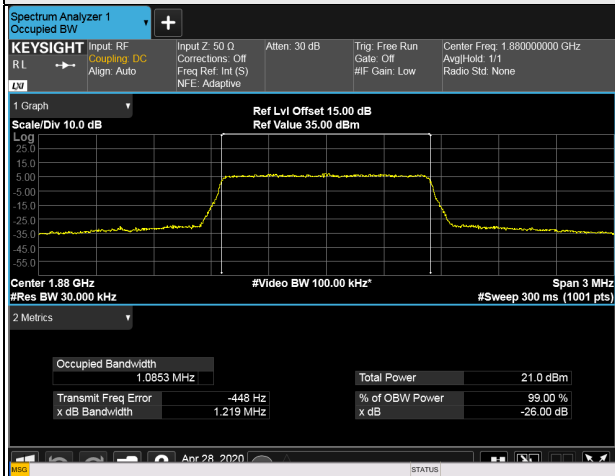 Spectrum Analyzer 1
Occupied BW
KEYSIGHT
RL
LXI
Input: RF
Coupling: DC
Align: Auto
Input Z: 50 Ω
Corrections: Off
Freq Ref: Int (S)
NFE: Adaptive
Atten: 30 dB
Trig: Free Run
Gate: Off
#IF Gain: Low
Center Freq: 1.880000000 GHz
Avg|Hold: 1/1
Radio Std: None
1 Graph
Scale/Div 10.0 dB
Ref Lvl Offset 15.00 dB
Ref Value 35.00 dBm
Log
25.0
15.0
5.00
-5.00
-15.0
-25.0
-35.0
-45.0
-55.0
Center 1.88 GHz
#Video BW 100.00 kHz*
Span 3 MHz
#Res BW 30.000 kHz
#Sweep 300 ms (1001 pts)
2 Metrics
Occupied Bandwidth
1.0853 MHz
Total Power 21.0 dBm
Transmit Freq Error -448 Hz
% of OBW Power 99.00 %
x dB Bandwidth 1.219 MHz
x dB -26.00 dB
Apr 28, 2020
MSG
STATUS